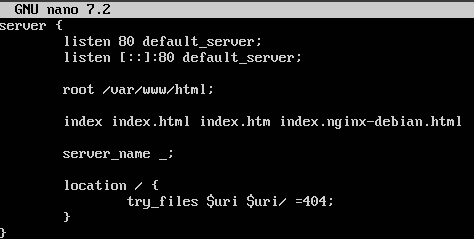 GNU nano 7.2
server {
        listen 80 default_server;
        listen [::]:80 default_server;

        root /var/www/html;

        index index.html index.htm index.nginx-debian.html

        server_name _;

        location / {
                try_files $uri $uri/ =404;
        }
}